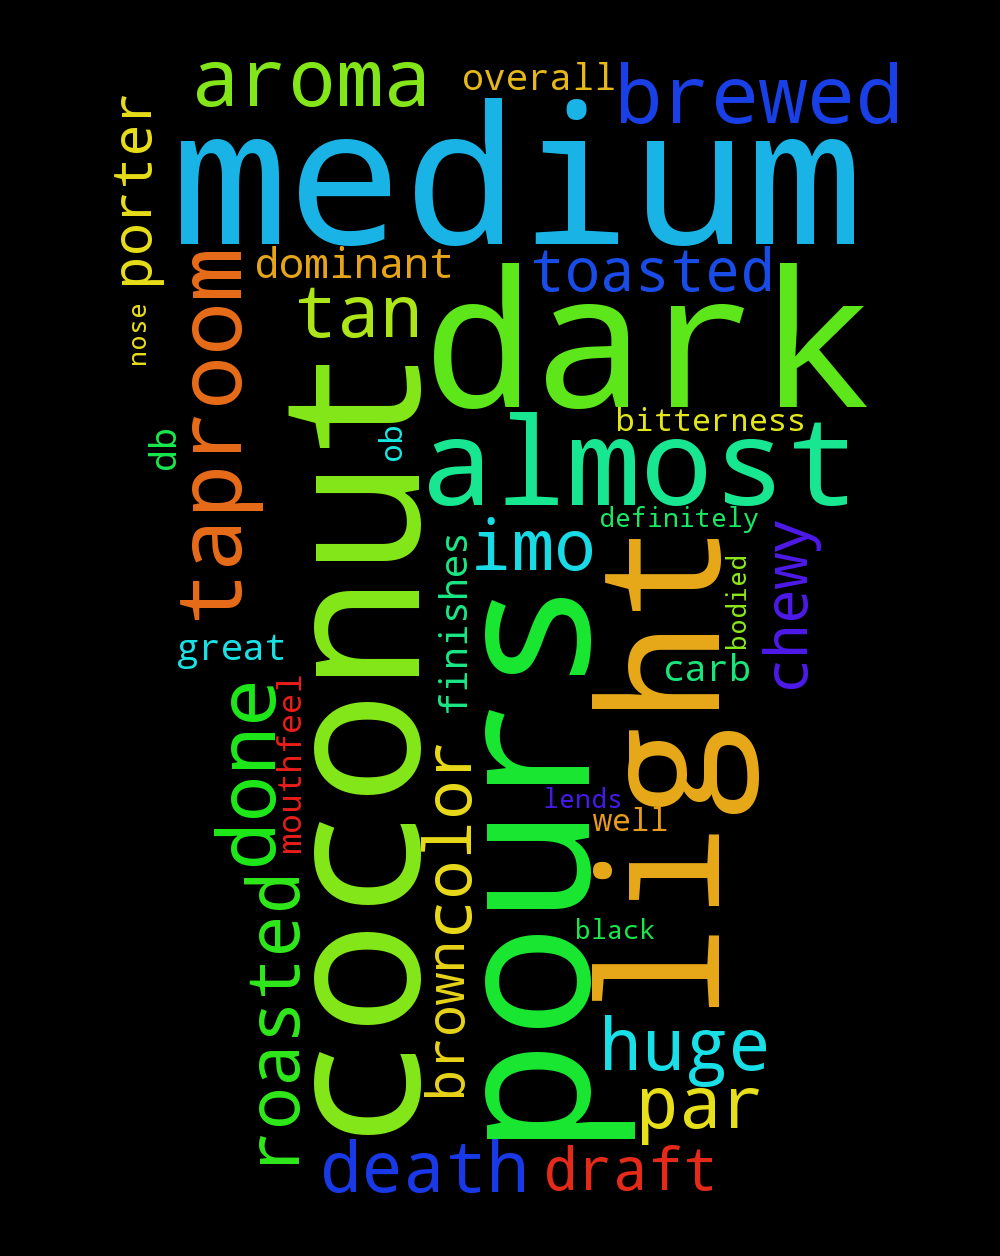 aroma
overall
brewed
porter
medium
dominant
toasted
taproom
tan
dark
nose
coconut
bitterness
db
ob
almost
definitely
imo
light
chewy
finishes
bodied
pours
great
carb
done
mouthfeel
color
lends
well
roasted
brown
black
huge
par
death
draft